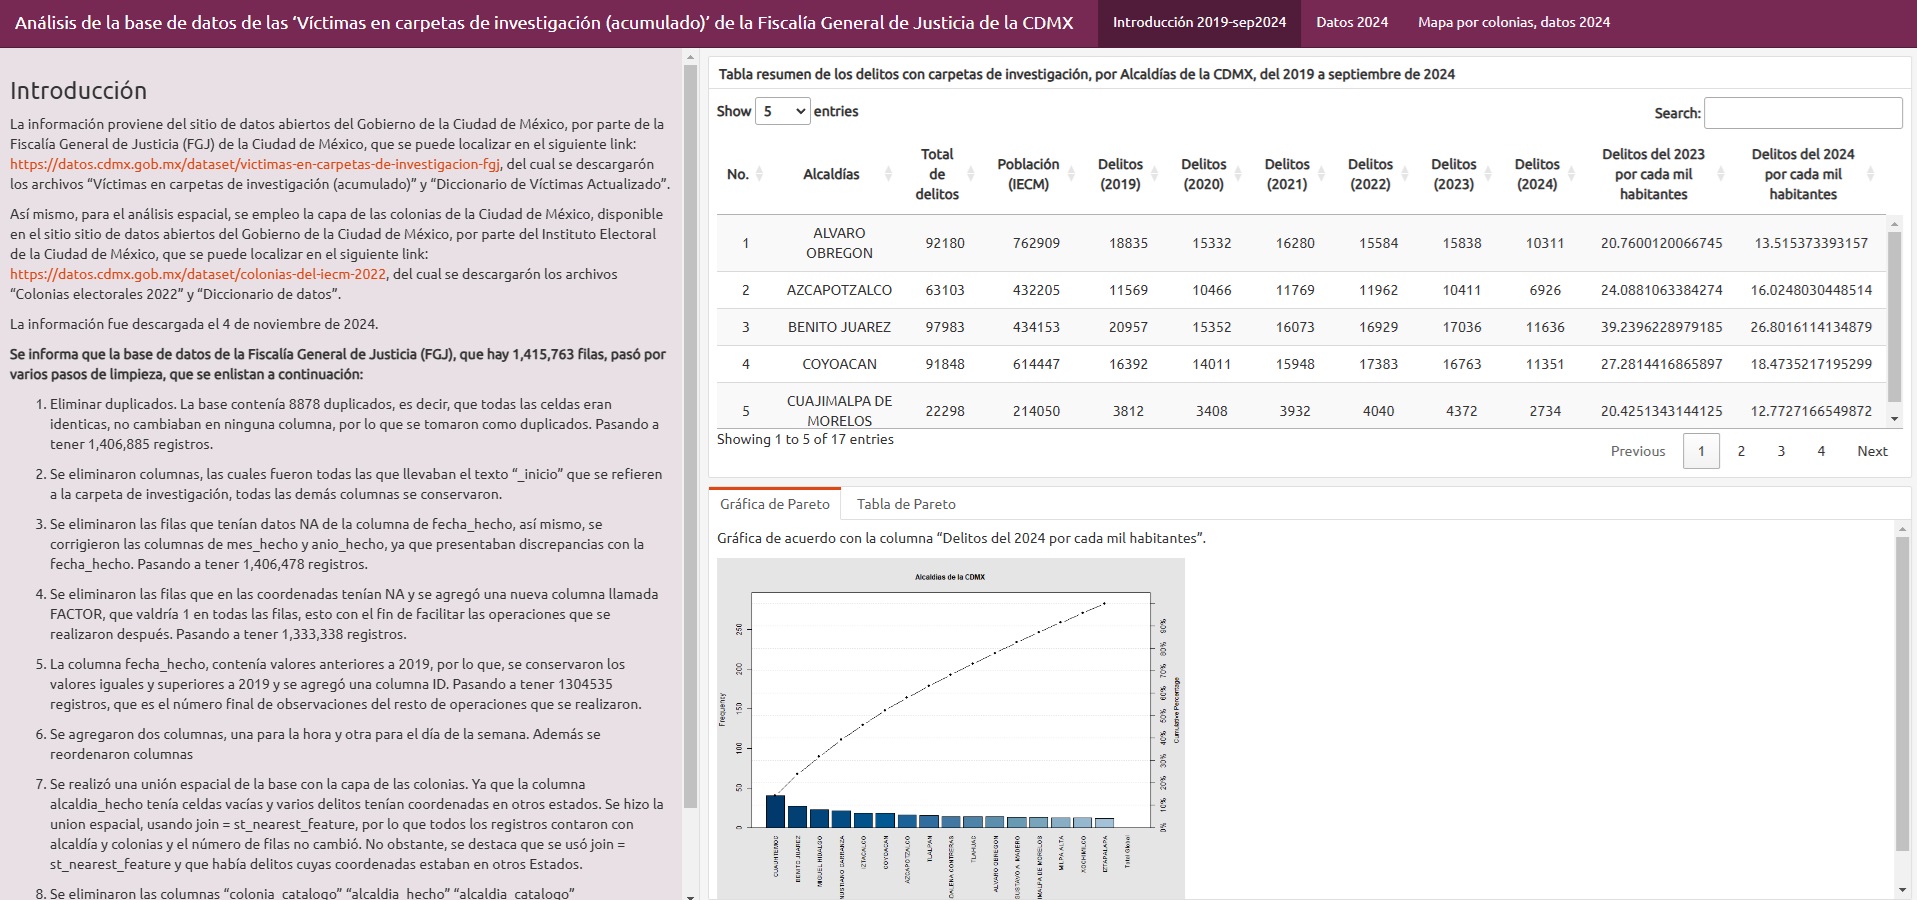 Análisis de la base de datos de las ‘Víctimas en carpetas de investigación (acumulado)’ de la Fiscalía General de Justicia de la CDMX
Introducción 2019-sep2024
Datos 2024
Mapa por colonias, datos 2024
Introducción
La información proviene del sitio de datos abiertos del Gobierno de la Ciudad de México, por parte de la
Fiscalía General de Justicia (FGJ) de la Ciudad de México, que se puede localizar en el siguiente link:
https://datos.cdmx.gob.mx/dataset/victimas-en-carpetas-de-investigacion-fgj, del cual se descargarón
los archivos “Víctimas en carpetas de investigación (acumulado)” y “Diccionario de Víctimas Actualizado”.
Así mismo, para el análisis espacial, se empleo la capa de las colonias de la Ciudad de México, disponible
en el sitio sitio de datos abiertos del Gobierno de la Ciudad de México, por parte del Instituto Electoral
de la Ciudad de México, que se puede localizar en el siguiente link:
https://datos.cdmx.gob.mx/dataset/colonias-del-iecm-2022, del cual se descargarón los archivos
“Colonias electorales 2022” y “Diccionario de datos”.
La información fue descargada el 4 de noviembre de 2024.
Se informa que la base de datos de la Fiscalía General de Justicia (FGJ), que hay 1,415,763 filas, pasó por
varios pasos de limpieza, que se enlistan a continuación:
1. Eliminar duplicados. La base contenía 8878 duplicados, es decir, que todas las celdas eran
identicas, no cambiaban en ninguna columna, por lo que se tomaron como duplicados. Pasando a
tener 1,406,885 registros.
2. Se eliminaron columnas, las cuales fueron todas las que llevaban el texto “_inicio” que se refieren
a la carpeta de investigación, todas las demás columnas se conservaron.
3. Se eliminaron las filas que tenían datos NA de la columna de fecha_hecho, así mismo, se
corrigieron las columnas de mes_hecho y anio_hecho, ya que presentaban discrepancias con la
fecha_hecho. Pasando a tener 1,406,478 registros.
4. Se eliminaron las filas que en las coordenadas tenían NA y se agregó una nueva columna llamada
FACTOR, que valdría 1 en todas las filas, esto con el fin de facilitar las operaciones que se
realizaron después. Pasando a tener 1,333,338 registros.
5. La columna fecha_hecho, contenía valores anteriores a 2019, por lo que, se conservaron los
valores iguales y superiores a 2019 y se agregó una columna ID. Pasando a tener 1304535
registros, que es el número final de observaciones del resto de operaciones que se realizaron.
6. Se agregaron dos columnas, una para la hora y otra para el día de la semana. Además se
reordenaron columnas
7. Se realizó una unión espacial de la base con la capa de las colonias. Ya que la columna
alcaldia_hecho tenía celdas vacías y varios delitos tenían coordenadas en otros estados. Se hizo la
union espacial, usando join = st_nearest_feature, por lo que todos los registros contaron con
alcaldía y colonias y el número de filas no cambió. No obstante, se destaca que se usó join =
st_nearest_feature y que había delitos cuyas coordenadas estaban en otros Estados.
8. Se eliminaron las columnas “colonia_catalogo” “alcaldia_hecho” “alcaldia_catalogo”
Tabla resumen de los delitos con carpetas de investigación, por Alcaldías de la CDMX, del 2019 a septiembre de 2024
Show 5 entries
Search:
No. Alcaldías Total de delitos Población (IECM) Delitos (2019) Delitos (2020) Delitos (2021) Delitos (2022) Delitos (2023) Delitos (2024) Delitos del 2023 por cada mil habitantes Delitos del 2024 por cada mil habitantes
1 ALVARO OBREGON 92180 762909 18835 15332 16280 15584 15838 10311 20.7600120066745 13.515373393157
2 AZCAPOTZALCO 63103 432205 11569 10466 11769 11962 10411 6926 24.0881063384274 16.0248030448514
3 BENITO JUAREZ 97983 434153 20957 15352 16073 16929 17036 11636 39.2396228979185 26.8016114134879
4 COYOACAN 91848 614447 16392 14011 15948 17383 16763 11351 27.2814416865897 18.4735217195299
5 CUAJIMALPA DE MORELOS 22298 214050 3812 3408 3932 4040 4372 2734 20.4251343144125 12.7727166549872
Showing 1 to 5 of 17 entries
Previous 1 2 3 4 Next
Gráfica de Pareto
Tabla de Pareto
Gráfica de acuerdo con la columna “Delitos del 2024 por cada mil habitantes”.
Alcaldías de la CDMX
Frequency
0 50 100 150 200 250
Cumulative Percentage
0% 10% 20% 30% 40% 50% 60% 70% 80% 90%
CUAUHTEMOC
BENITO JUAREZ
MIGUEL HIDALGO
NUSTIANO CARRANZA
IZTACALCO
COYOACAN
AZCAPOTZALCO
TLALPAN
DALENA CONTRERAS
TLAHUAC
ALVARO OBREGON
GUSTAVO A. MADERO
IMALPA DE MORELOS
MILPA ALTA
XOCHIMILCO
IZTAPALAPA
Total Global